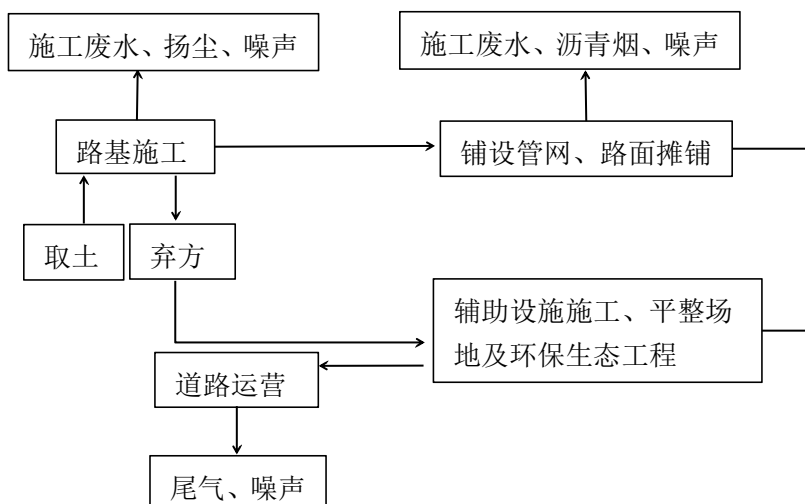 施工废水、扬尘、噪声
施工废水、沥青烟、噪声
路基施工
铺设管网、路面摊铺
取土
弃方
辅助设施施工、平整场
地及环保生态工程
道路运营
尾气、噪声